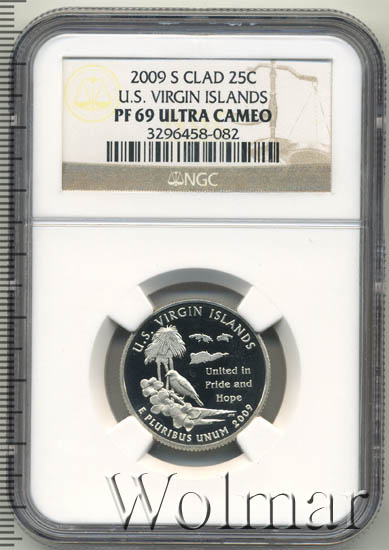 2009 S CLAD 25C
U.S. VIRGIN ISLANDS
PF 69 ULTRA CAMEO
3296458-082
NGC
U.S. VIRGIN ISLANDS
United in
Pride and
Hope
E PLURIBUS UNUM 2009
Wolmar